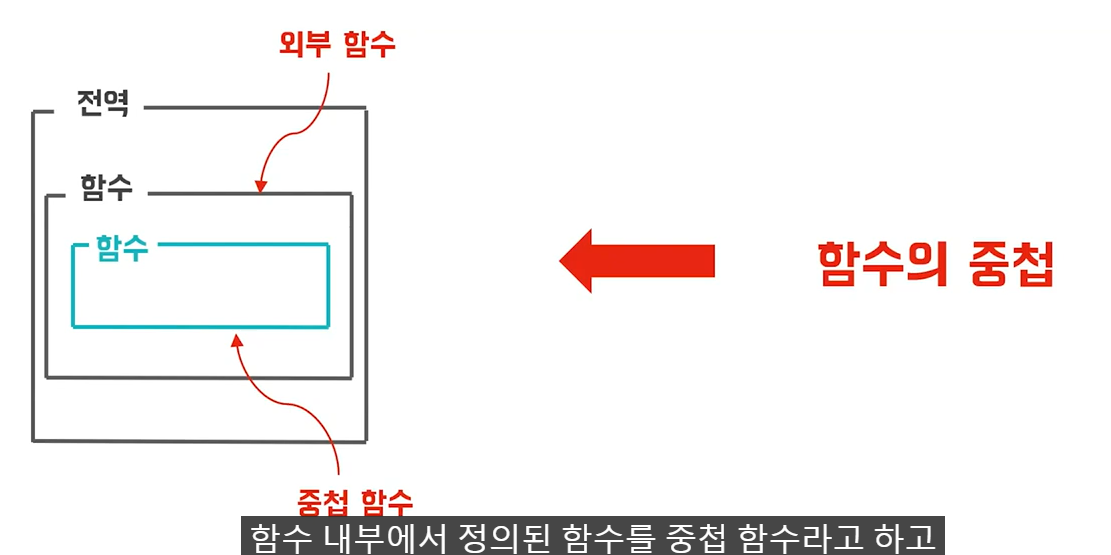 외부 함수
전역
함수
함수
함수의 중첩
중첩 함수
함수 내부에서 정의된 함수를 중첩 함수라고 하고